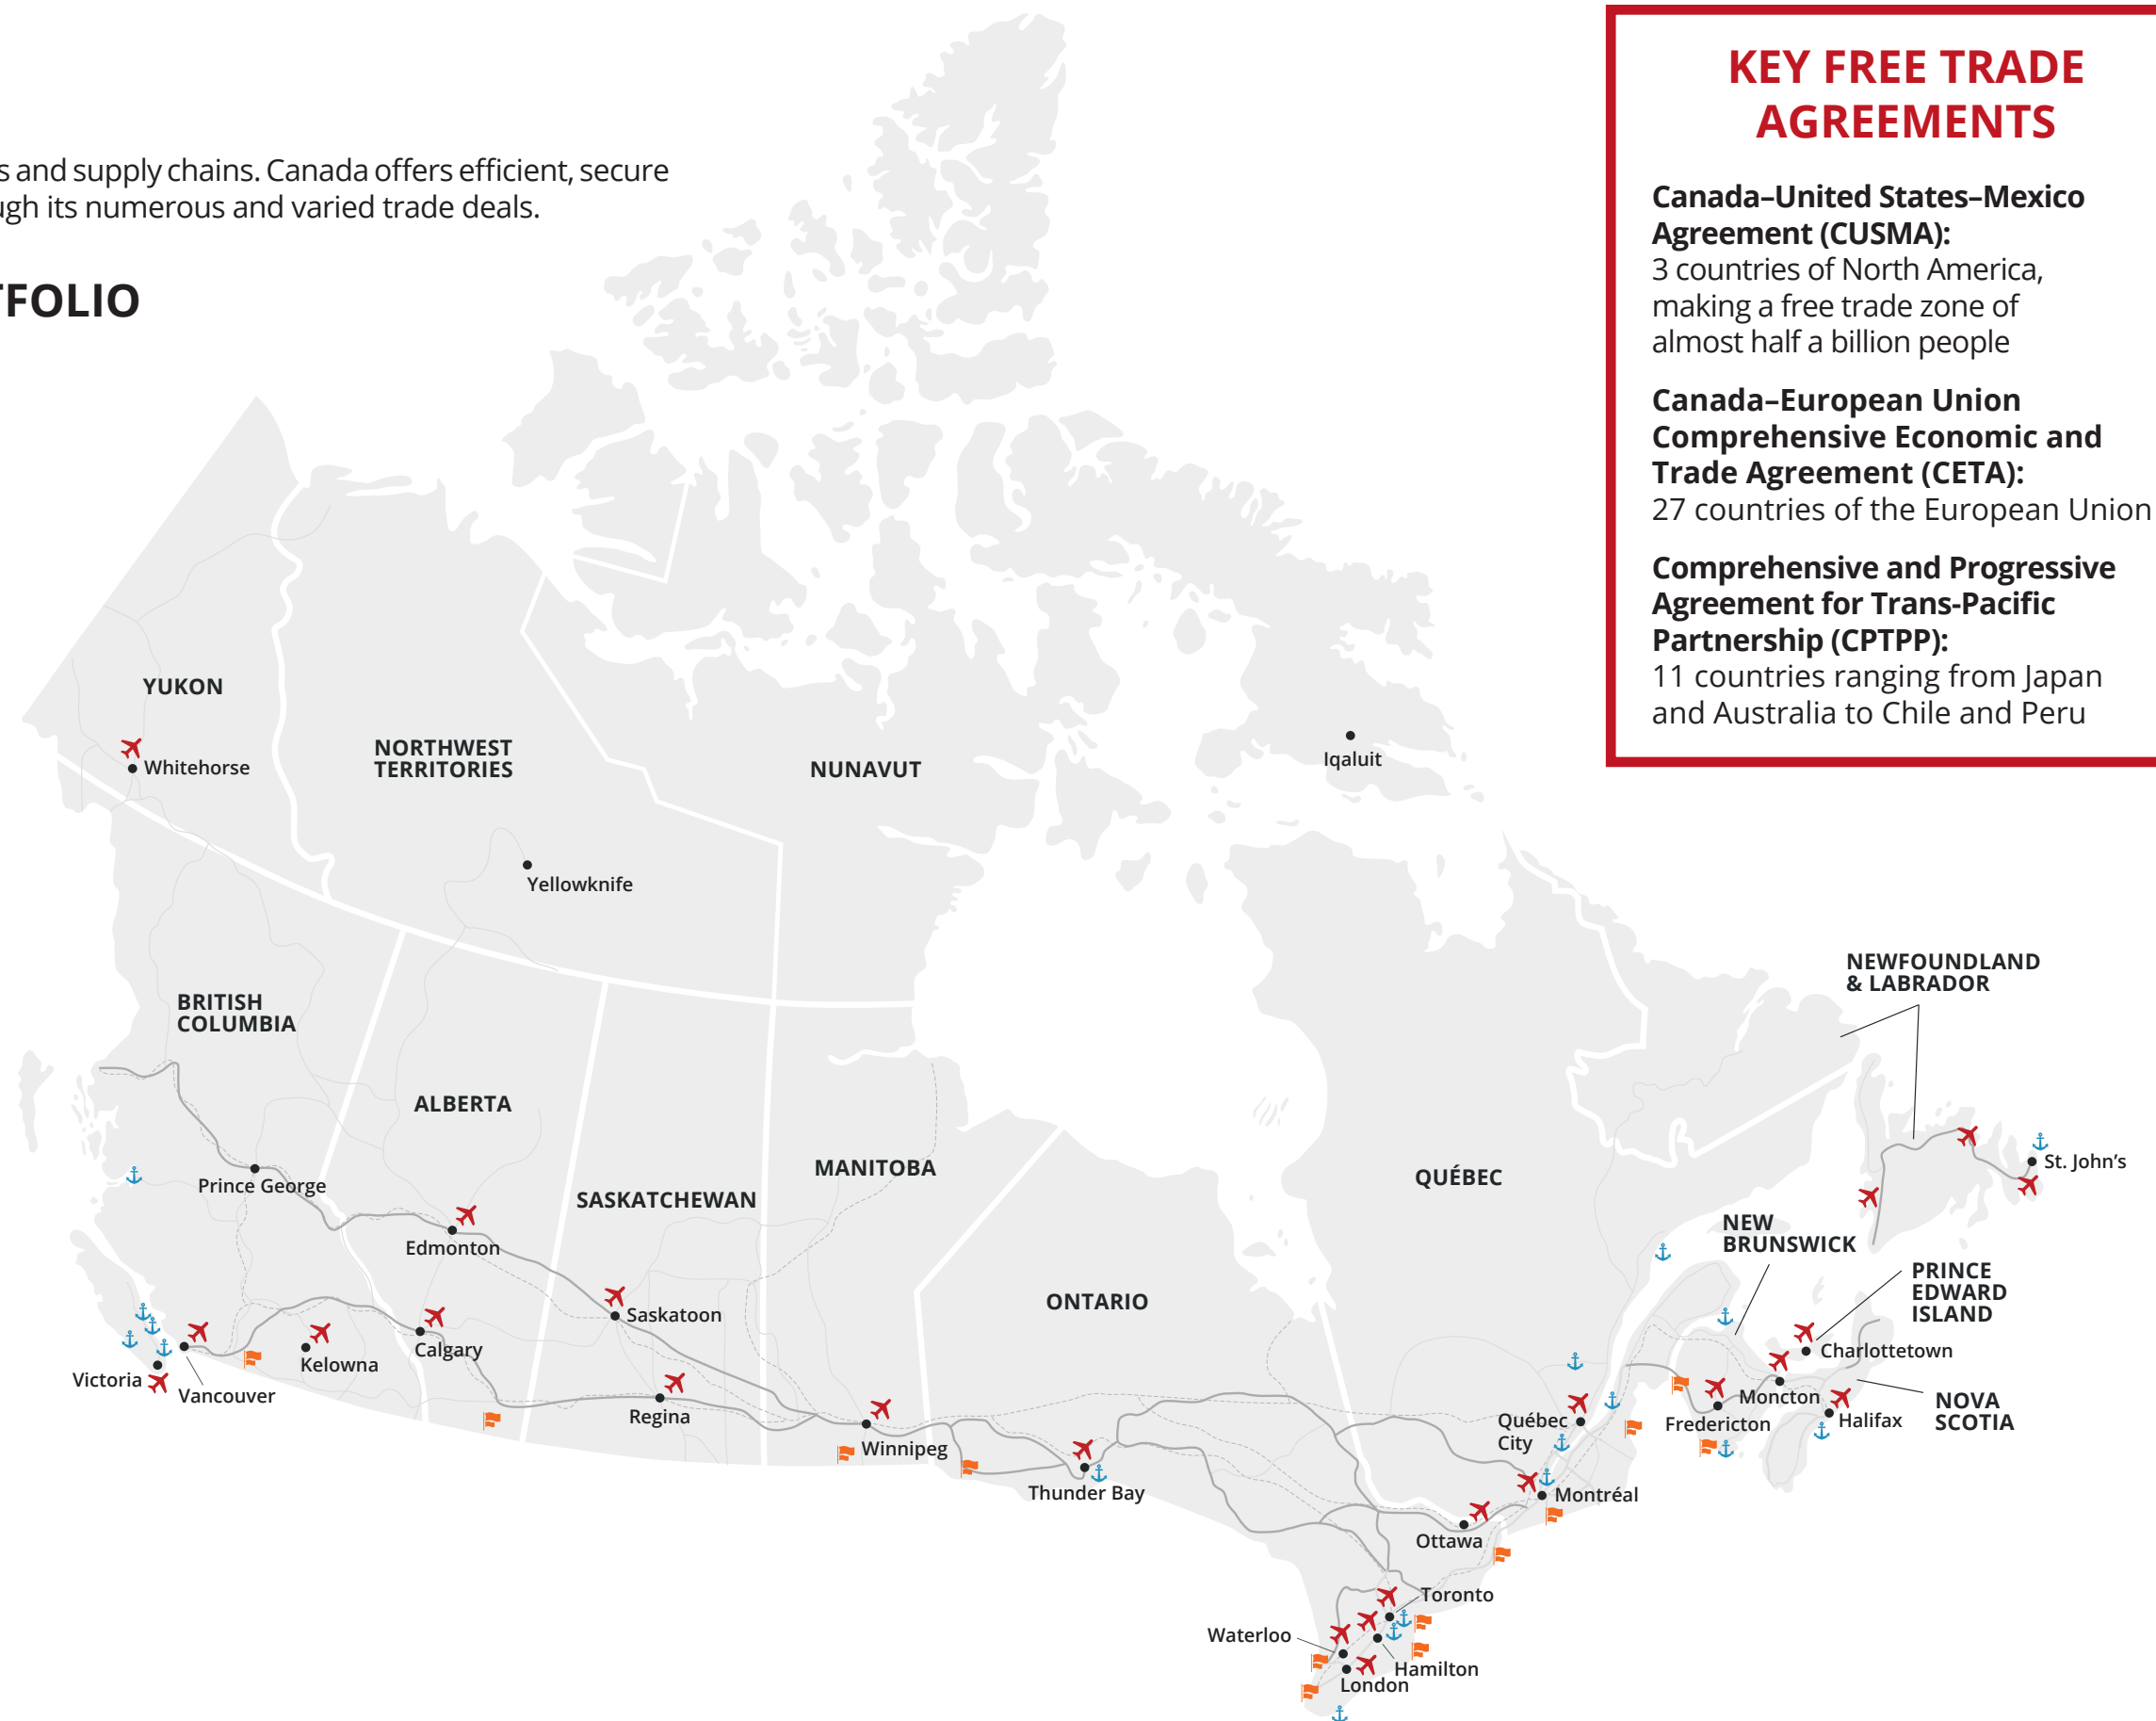 s and supply chains. Canada offers efficient, secure
ugh its numerous and varied trade deals.
TFOLIO
KEY FREE TRADE
AGREEMENTS
Canada–United States–Mexico
Agreement (CUSMA):
3 countries of North America,
making a free trade zone of
almost half a billion people
Canada–European Union
Comprehensive Economic and
Trade Agreement (CETA):
27 countries of the European Union
Comprehensive and Progressive
Agreement for Trans-Pacific
Partnership (CPTPP):
11 countries ranging from Japan
and Australia to Chile and Peru
YUKON
Whitehorse
NORTHWEST
TERRITORIES
NUNAVUT
Iqaluit
Yellowknife
BRITISH
COLUMBIA
NEWFOUNDLAND
& LABRADOR
ALBERTA
MANITOBA
SASKATCHEWAN
QUÉBEC
St. John's
Prince George
Edmonton
NEW
BRUNSWICK
PRINCE
EDWARD
ISLAND
ONTARIO
Saskatoon
Calgary
Kelowna
Victoria
Vancouver
Charlottetown
Moncton
NOVA
SCOTIA
Regina
Québec
City
Fredericton
Halifax
Winnipeg
Thunder Bay
Montréal
Ottawa
Toronto
Waterloo
Hamilton
London